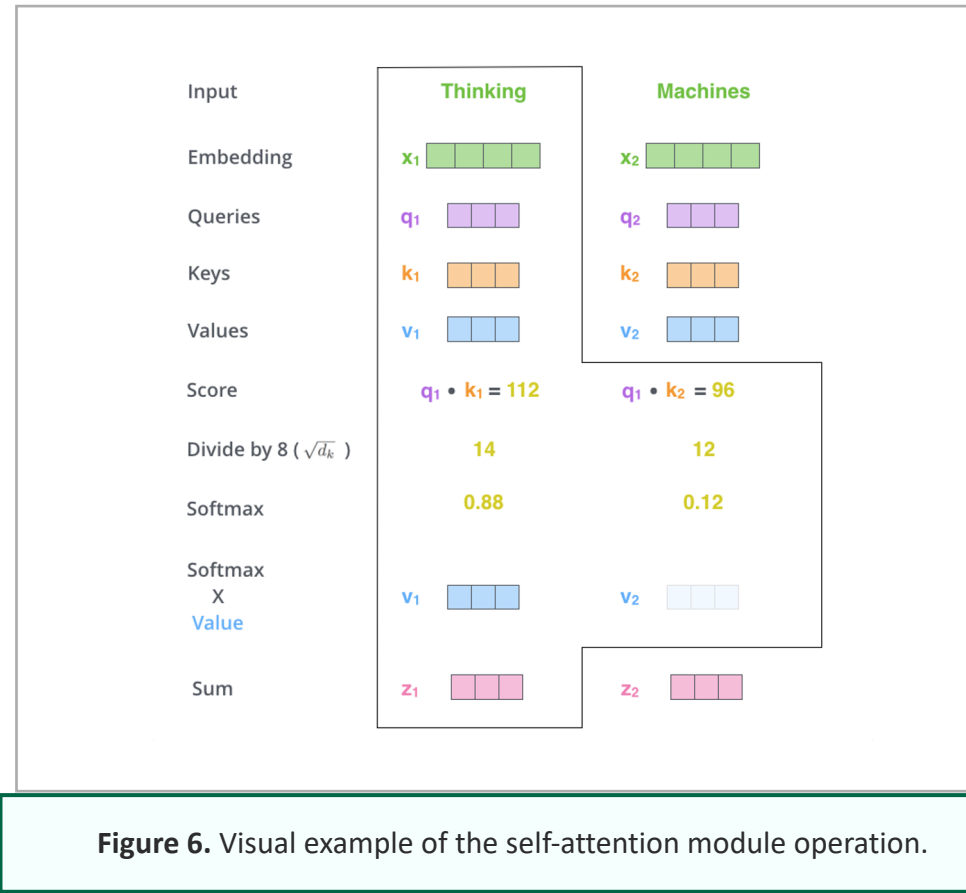 Input Thinking Machines
Embedding x₁ x₂
Queries q₁ q₂
Keys k₁ k₂
Values v₁ v₂
Score q₁ • k₁ = 112 q₁ • k₂ = 96
Divide by 8 ( √dₖ ) 14 12
Softmax 0.88 0.12
Softmax
X
Value v₁ v₂
Sum z₁ z₂
Figure 6. Visual example of the self-attention module operation.